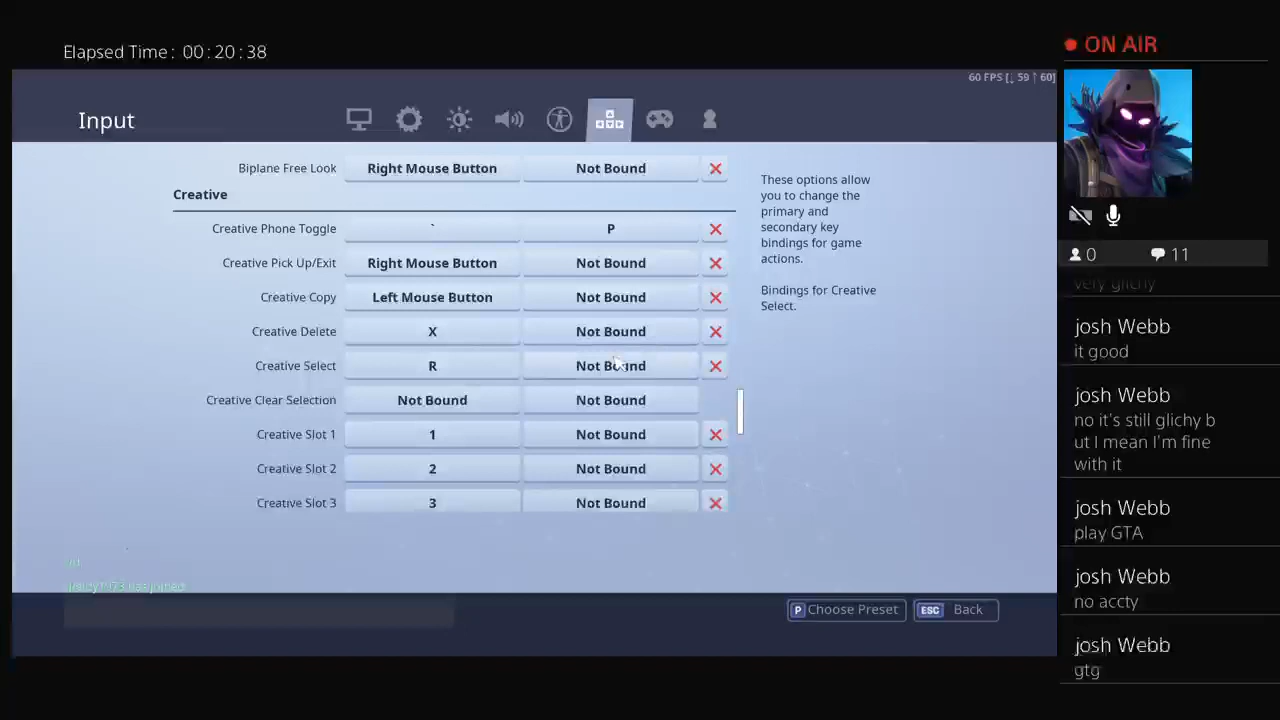 Elapsed Time: 00:20:38
ON AIR
60 FPS [↓ 59 ↑ 60]
Input
Biplane Free Look Right Mouse Button Not Bound
Creative
Creative Phone Toggle ` P
Creative Pick Up/Exit Right Mouse Button Not Bound
Creative Copy Left Mouse Button Not Bound
Creative Delete X Not Bound
Creative Select R Not Bound
Creative Clear Selection Not Bound Not Bound
Creative Slot 1 1 Not Bound
Creative Slot 2 2 Not Bound
Creative Slot 3 3 Not Bound
These options allow
you to change the
primary and
secondary key
bindings for game
actions.
Bindings for Creative
Select.
has joined
P Choose Preset
ESC Back
0 11
very glichy
josh Webb
it good
josh Webb
no it's still glichy b
ut I mean I'm fine
with it
josh Webb
play GTA
josh Webb
no accty
josh Webb
gtg